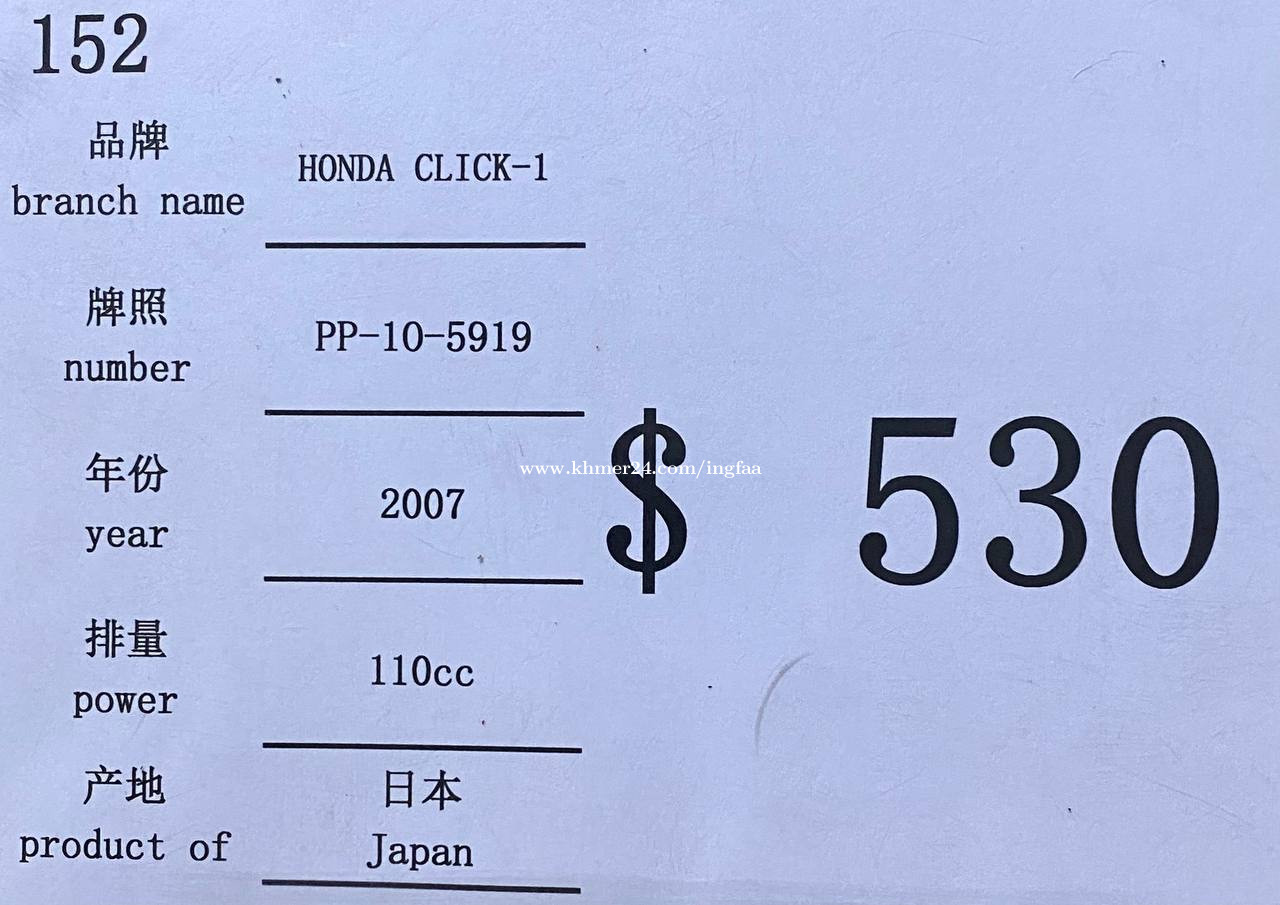 152
品牌
branch name
HONDA CLICK-1
牌照
number
PP-10-5919
年份
year
2007
$ 530
www.khmer24.com/ingfaa
排量
power
110cc
产地
product of
日本
Japan